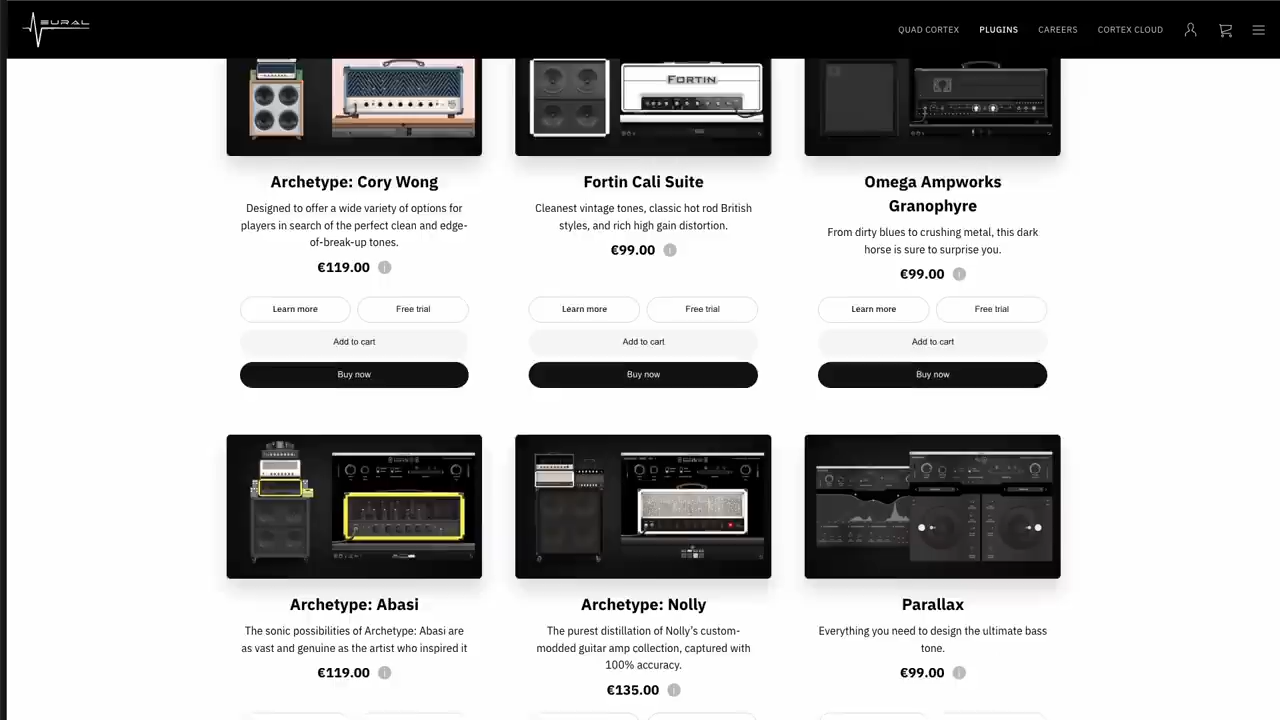 EURAL
QUAD CORTEX
PLUGINS
CAREERS
CORTEX CLOUD
FORTIN
Archetype: Cory Wong
Designed to offer a wide variety of options for
players in search of the perfect clean and edge-
of-break-up tones.
€119.00
Learn more
Free trial
Add to cart
Buy now
Fortin Cali Suite
Cleanest vintage tones, classic hot rod British
styles, and rich high gain distortion.
€99.00
Learn more
Free trial
Add to cart
Buy now
Omega Ampworks
Granophyre
From dirty blues to crushing metal, this dark
horse is sure to surprise you.
€99.00
Learn more
Free trial
Add to cart
Buy now
Archetype: Abasi
The sonic possibilities of Archetype: Abasi are
as vast and genuine as the artist who inspired it
€119.00
Archetype: Nolly
The purest distillation of Nolly's custom-
modded guitar amp collection, captured with
100% accuracy.
€135.00
Parallax
Everything you need to design the ultimate bass
tone.
€99.00